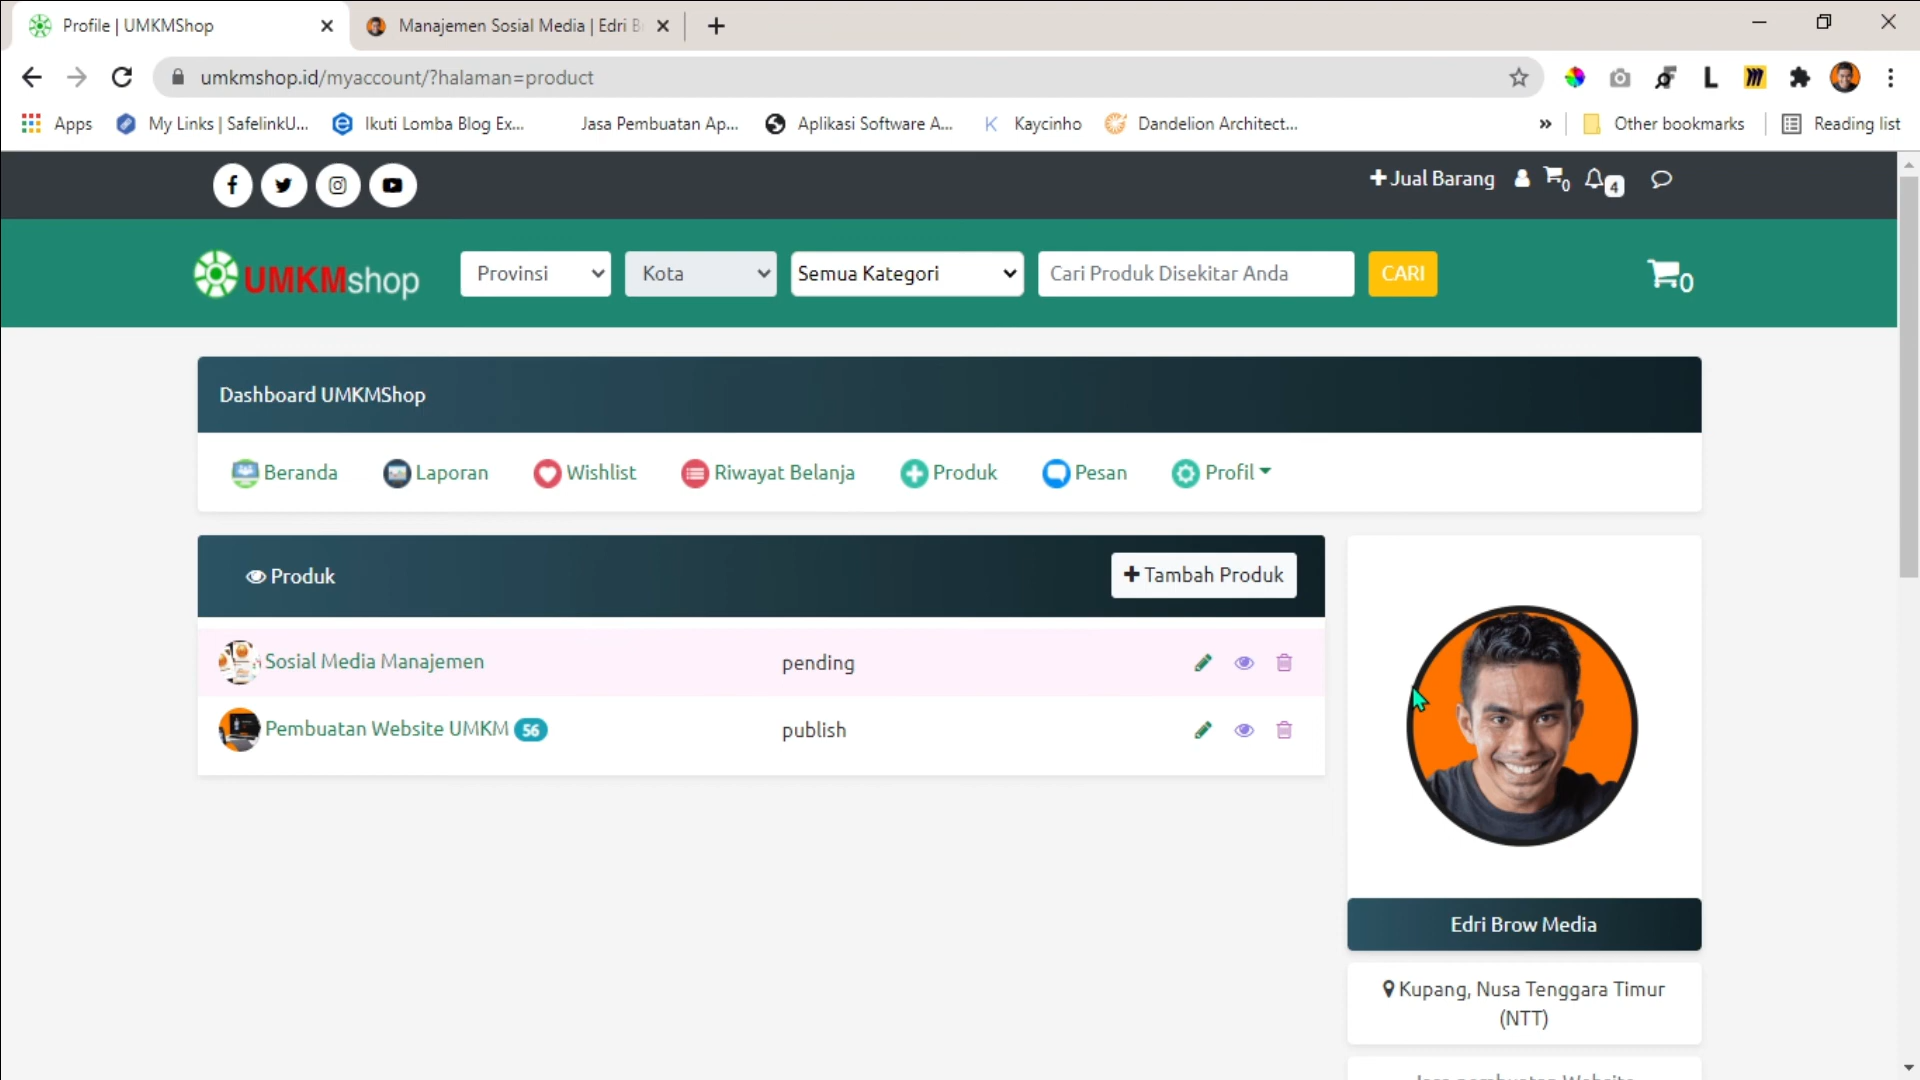 Profile | UMKMShop
Manajemen Sosial Media | Edri B
umkmshop.id/myaccount/?halaman=product
Apps
My Links | SafelinkU...
Ikuti Lomba Blog Ex...
Jasa Pembuatan Ap...
Aplikasi Software A...
Kaycinho
Dandelion Architect...
Other bookmarks
Reading list
Jual Barang
0
4
UMKMshop
Provinsi
Kota
Semua Kategori
Cari Produk Disekitar Anda
CARI
0
Dashboard UMKMShop
Beranda
Laporan
Wishlist
Riwayat Belanja
Produk
Pesan
Profil
Produk
Tambah Produk
Sosial Media Manajemen
pending
Pembuatan Website UMKM 56
publish
Edri Brow Media
Kupang, Nusa Tenggara Timur
(NTT)